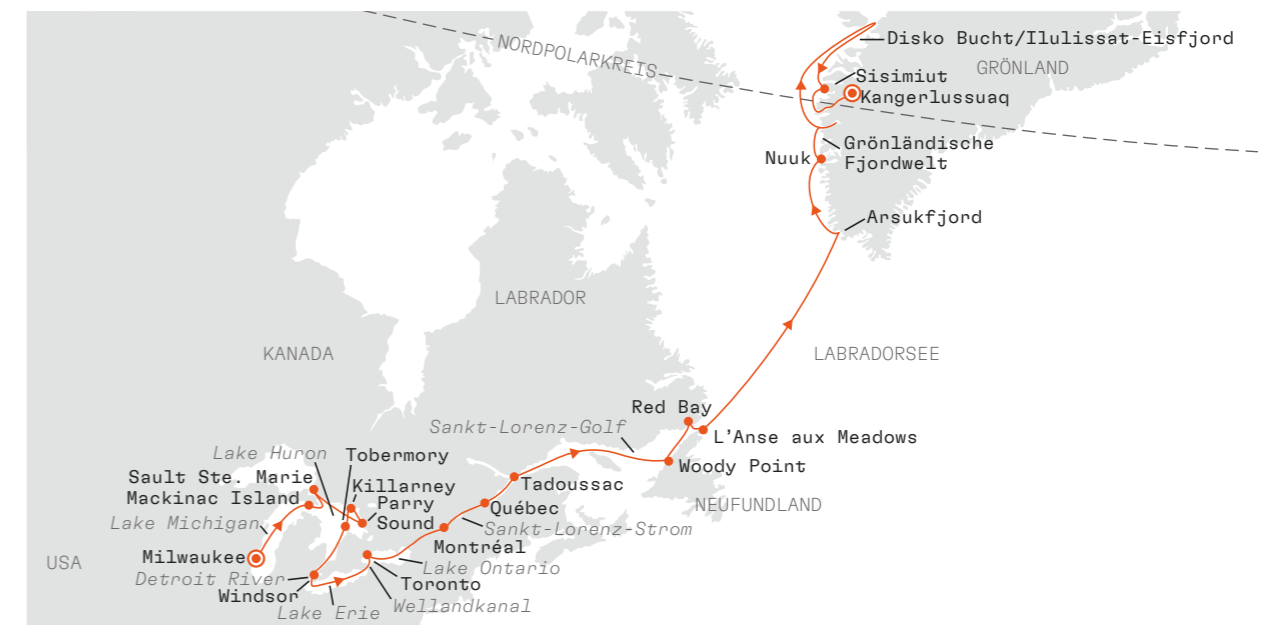 NORDPOLARKREIS
Disko Bucht/Ilulissat-Eisfjord
GRÖNLAND
Sisimiut
Kangerlussuaq
Grönländische
Fjordwelt
Nuuk
Arsukfjord
LABRADOR
KANADA
LABRADORSEE
Red Bay
Sankt-Lorenz-Golf
L'Anse aux Meadows
Lake Huron
Tobermory
Woody Point
Sault Ste. Marie
Killarney
Tadoussac
Mackinac Island
Parry
Sound
Québec
NEUFUNDLAND
Lake Michigan
Sankt-Lorenz-Strom
Milwaukee
Montréal
USA
Detroit River
Lake Ontario
Windsor
Toronto
Lake Erie
Wellandkanal